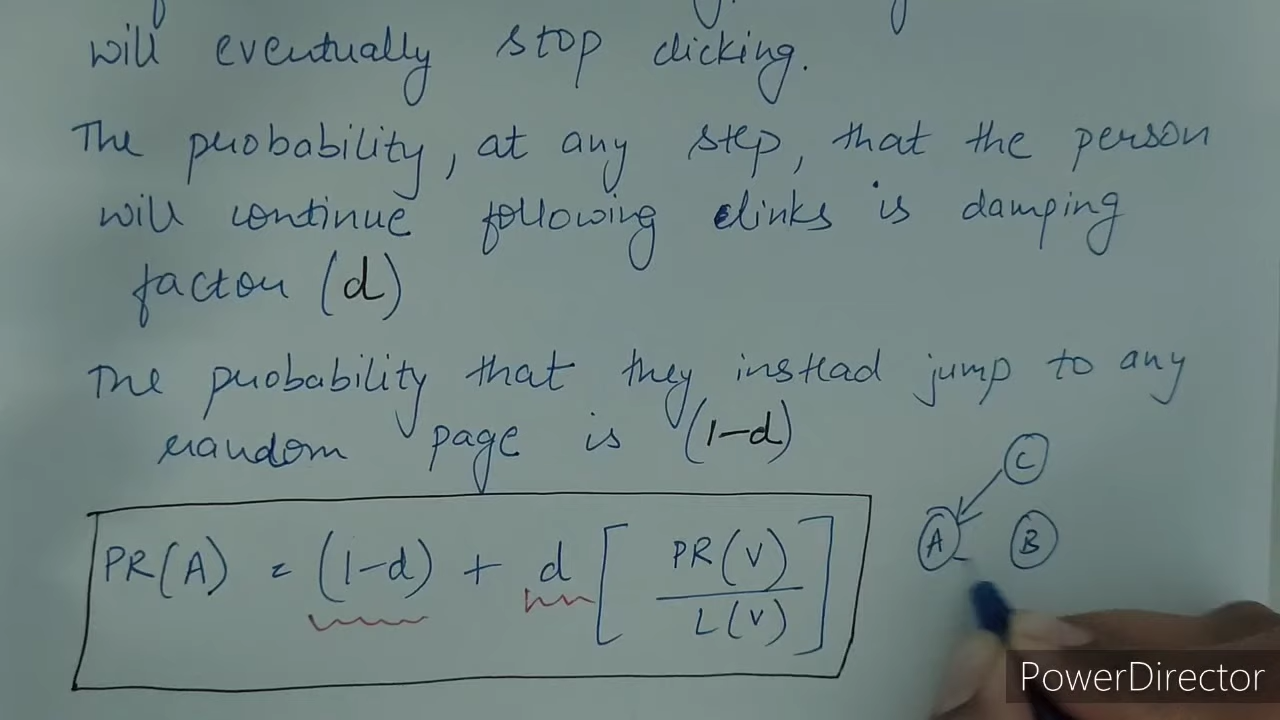 will eventually stop clicking.
The probability, at any step, that the person
will continue following links is damping
factor (d)
The probability that they instead jump to any
random page is (1-d)
PR(A) = (1-d) + d [ PR(V) / L(V) ]
C
A
B
PowerDirector